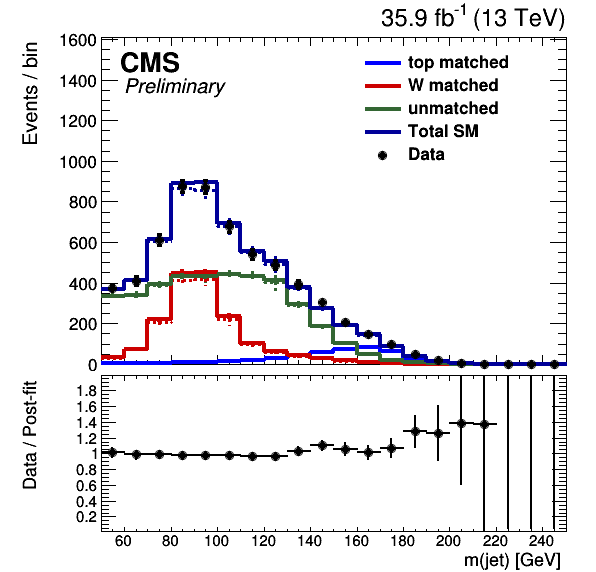 35.9 fb-1 (13 TeV)
CMS
Preliminary
top matched
W matched
unmatched
Total SM
Data
Events / bin
1600
1400
1200
1000
800
600
400
200
0
Data / Post-fit
1.8
1.6
1.4
1.2
1
0.8
0.6
0.4
0.2
60 80 100 120 140 160 180 200 220 240
m(jet) [GeV]